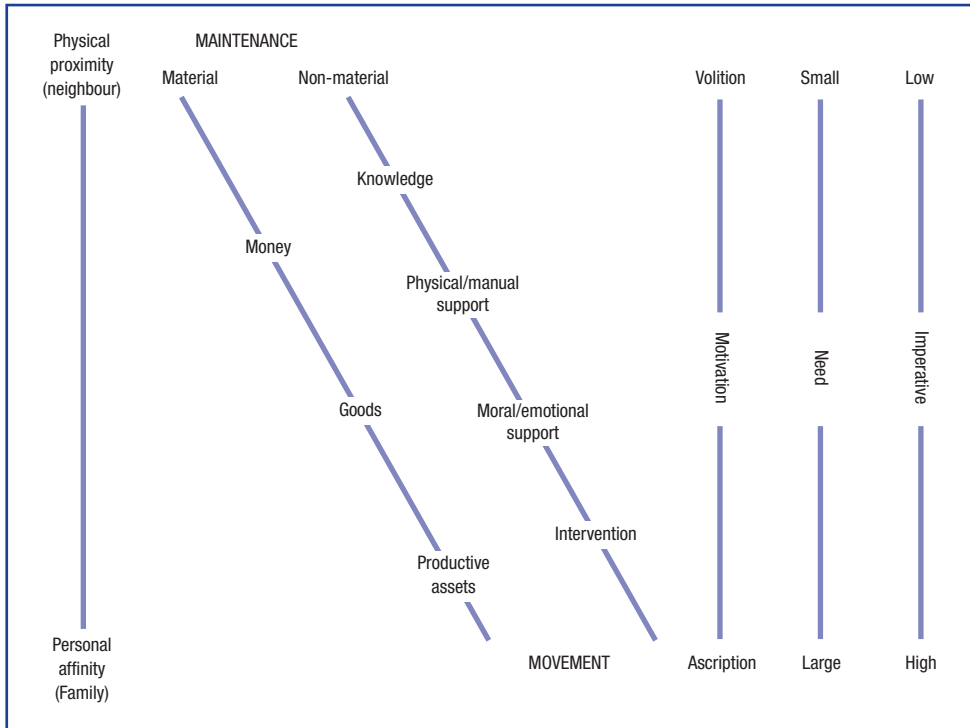 Physical
proximity
(neighbour)
MAINTENANCE
Material
Non-material
Volition
Small
Low
Knowledge
Money
Physical/manual
support
Motivation
Need
Imperative
Goods
Moral/emotional
support
Intervention
Productive
assets
Personal
affinity
(Family)
MOVEMENT
Ascription
Large
High